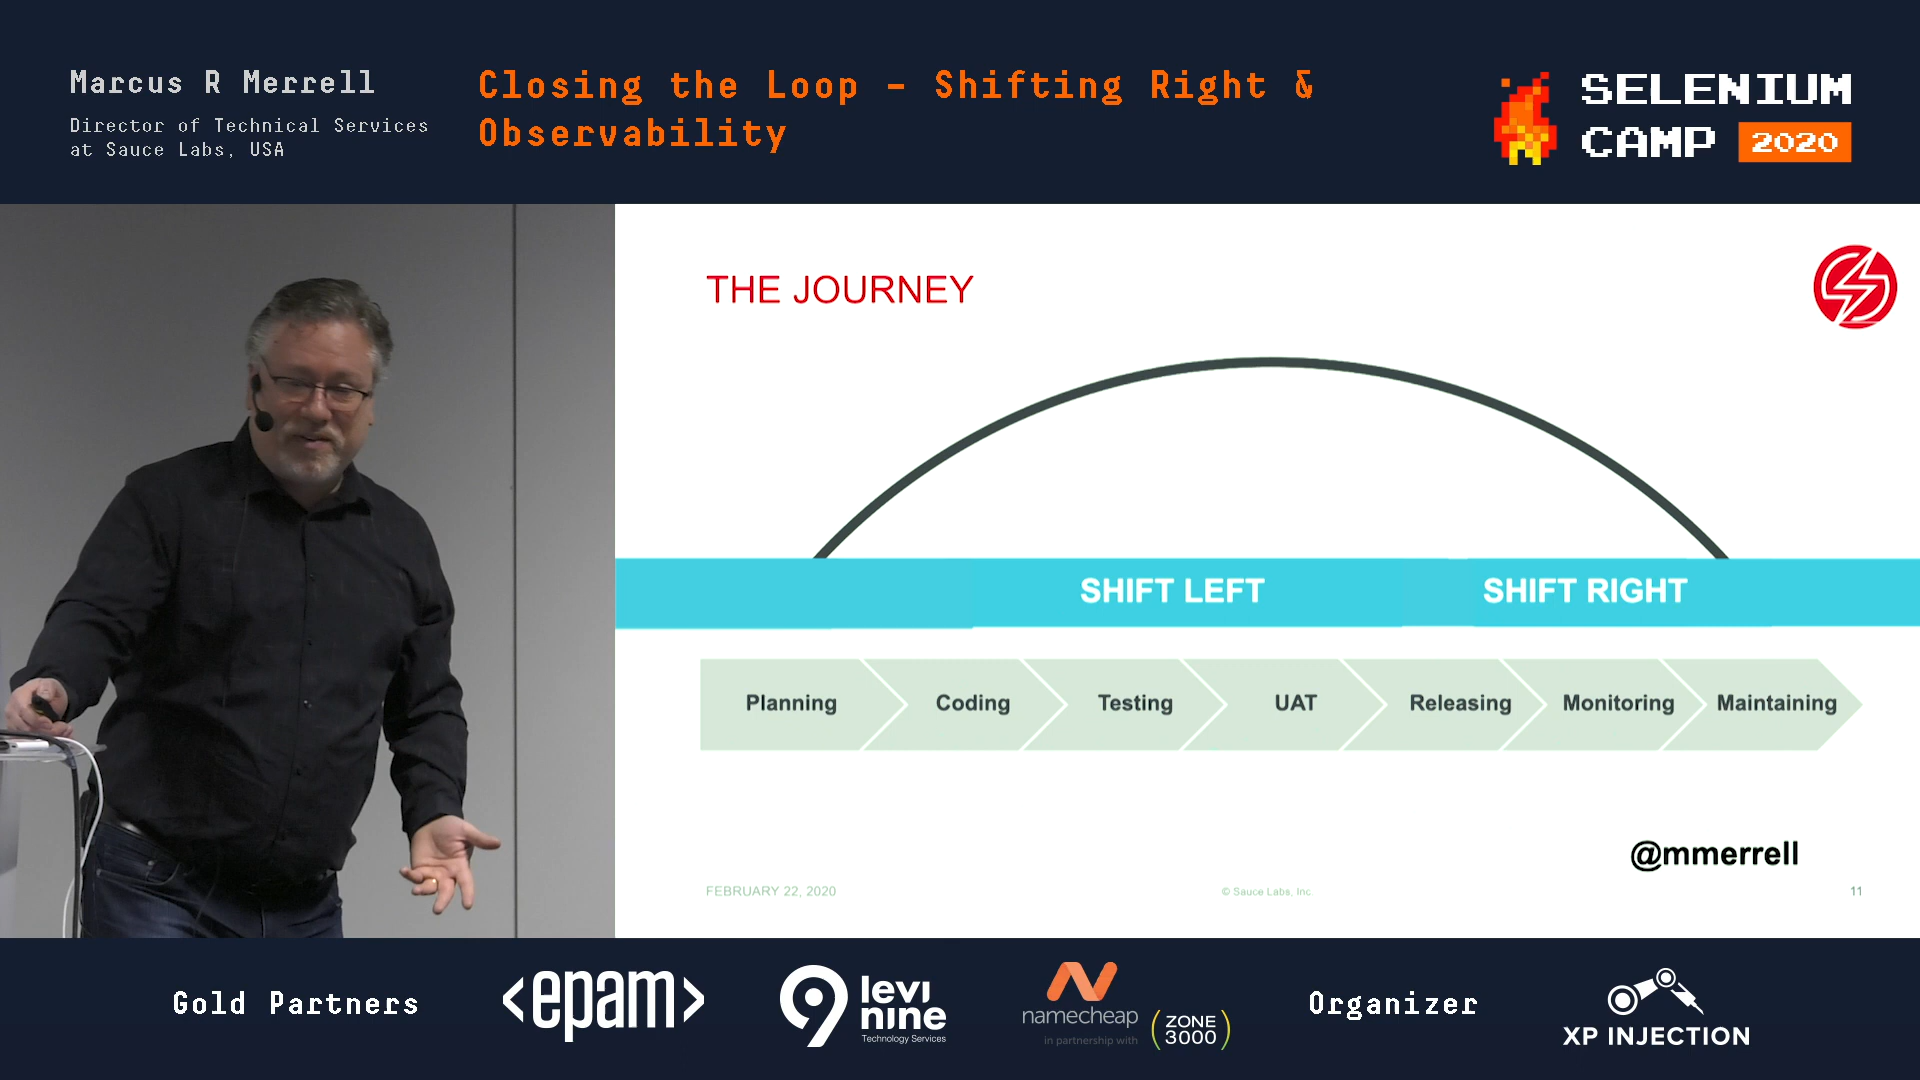 Marcus R Merrell
Director of Technical Services
at Sauce Labs, USA
Closing the Loop – Shifting Right &
Observability
SELENIUM
CAMP 2020
THE JOURNEY
SHIFT LEFT SHIFT RIGHT
Planning Coding Testing UAT Releasing Monitoring Maintaining
@mmerrell
FEBRUARY 22, 2020 © Sauce Labs, Inc. 11
Gold Partners
<epam>
levi
nine
Technology Services
namecheap
in partnership with
(ZONE
3000)
Organizer
XP INJECTION